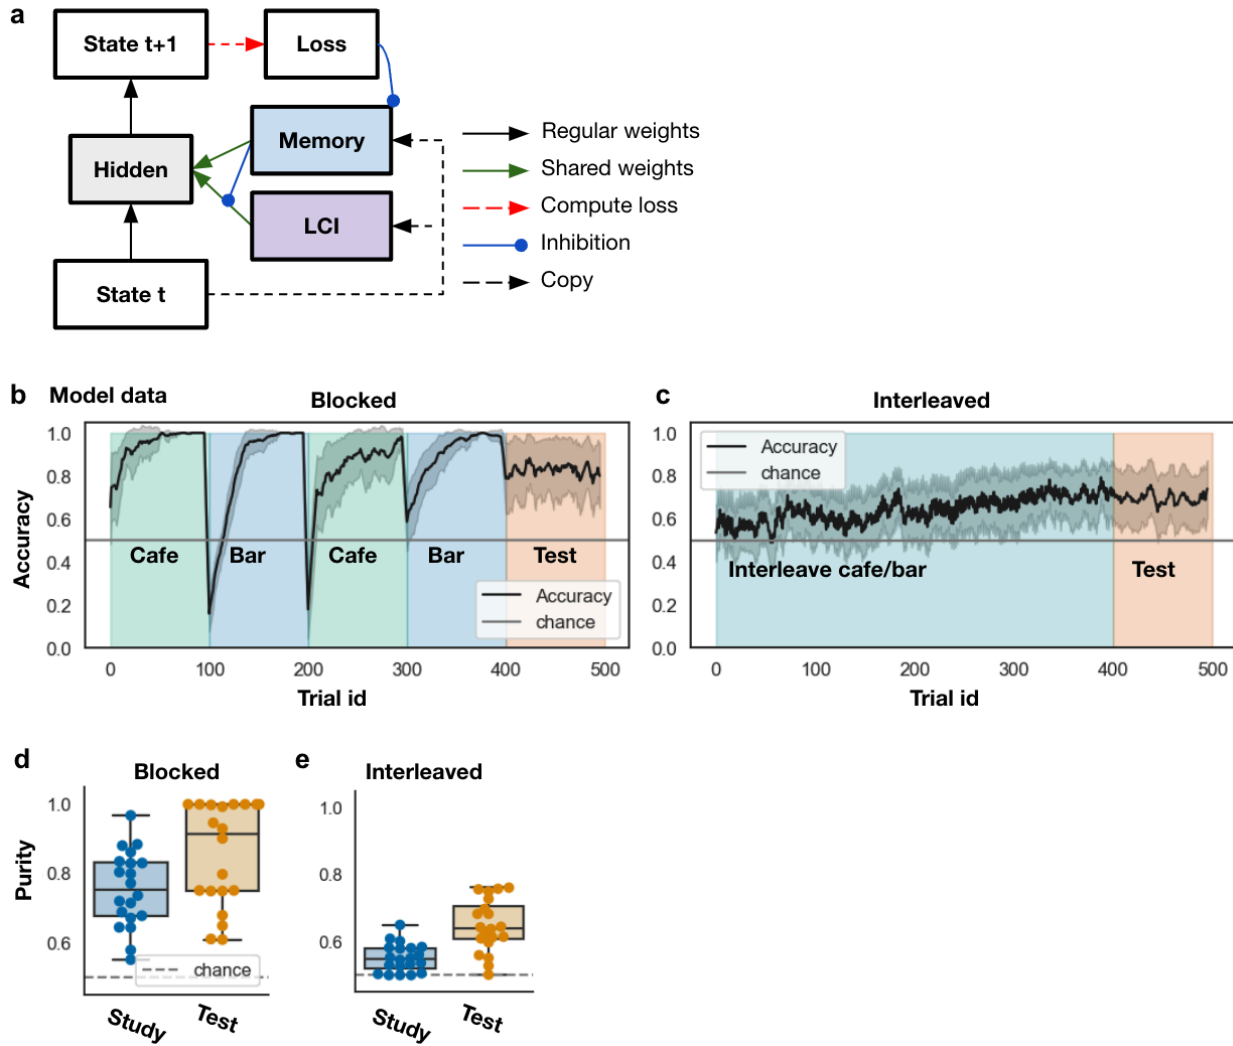 a
State t+1
Loss
Memory
Hidden
LCI
State t
Regular weights
Shared weights
Compute loss
Inhibition
Copy
b Model data
Blocked
Accuracy
1.0
0.8
0.6
0.4
0.2
0.0
Cafe Bar Cafe Bar Test
Accuracy
chance
0 100 200 300 400 500
Trial id
c
Interleaved
1.0
0.8
0.6
0.4
0.2
0.0
Accuracy
chance
Interleave cafe/bar Test
0 100 200 300 400 500
Trial id
d
Blocked
Purity
1.0
0.8
0.6
chance
Study Test
e
Interleaved
1.0
0.8
0.6
Study Test